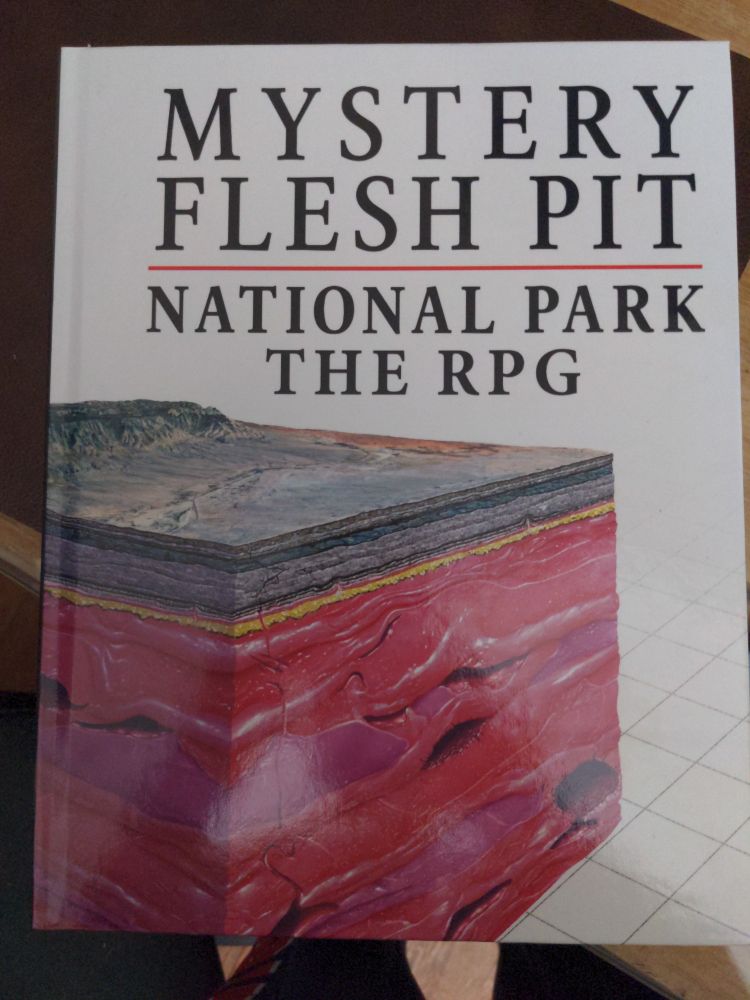 MYSTERY
FLESH PIT
NATIONAL PARK
THE RPG